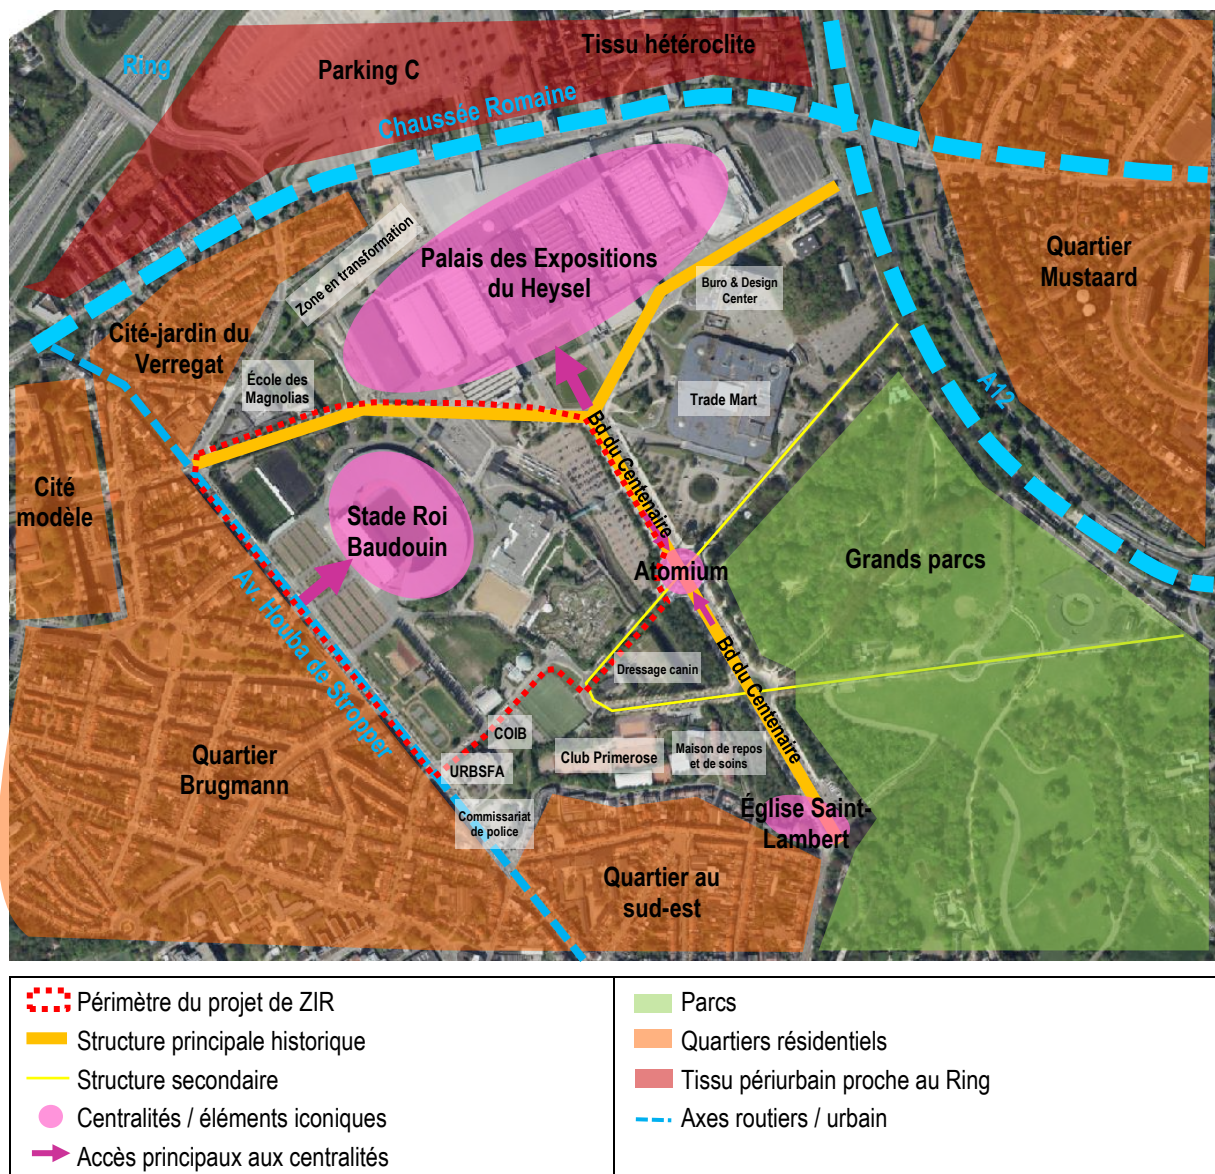 Ring
Parking C
Tissu hétéroclite
Chaussée Romaine
Quartier
Mustaard
Zone en transformation
Palais des Expositions
du Heysel
Buro & Design
Center
Cité-jardin du
Verregat
École des
Magnolias
Trade Mart
A12
Bd du Centenaire
Cité
modèle
Stade Roi
Baudouin
Atomium
Grands parcs
Av. Houba de Strooper
Dressage canin
Bd du Centenaire
COIB
URBSFA
Club Primerose
Maison de repos
et de soins
Quartier
Brugmann
Commissariat
de police
Église Saint-
Lambert
Quartier au
sud-est
Périmètre du projet de ZIR
Structure principale historique
Structure secondaire
Centralités / éléments iconiques
Accès principaux aux centralités
Parcs
Quartiers résidentiels
Tissu périurbain proche au Ring
Axes routiers / urbain